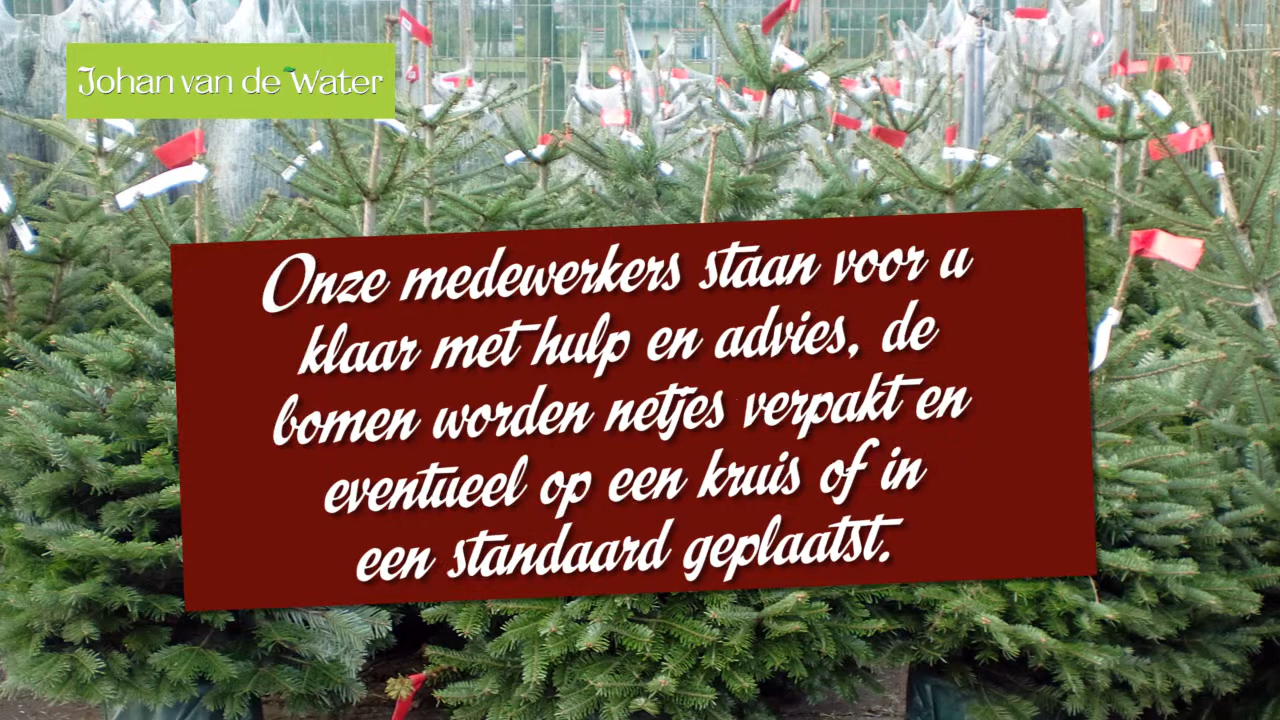 Johan van de Water
Onze medewerkers staan voor u
klaar met hulp en advies, de
bomen worden netjes verpakt en
eventueel op een kruis of in
een standaard geplaatst.